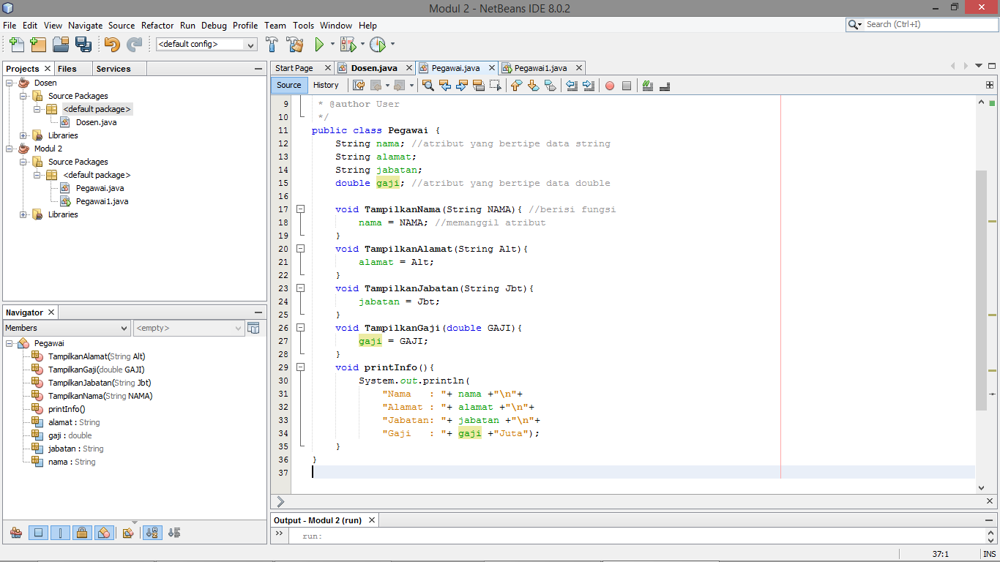 Modul 2 - NetBeans IDE 8.0.2
File Edit View Navigate Source Refactor Run Debug Profile Team Tools Window Help
Search (Ctrl+I)
<default config>
Projects Files Services
Dosen
Source Packages
<default package>
Dosen.java
Libraries
Modul 2
Source Packages
<default package>
Pegawai.java
Pegawai1.java
Libraries
Navigator
Members <empty>
Pegawai
TampilkanAlamat(String Alt)
TampilkanGaji(double GAJI)
TampilkanJabatan(String Jbt)
TampilkanNama(String NAMA)
printInfo()
alamat : String
gaji : double
jabatan : String
nama : String
Start Page Dosen.java Pegawai.java Pegawai1.java
Source History
9 * @author User
10 */
11 public class Pegawai {
12 String nama; //atribut yang bertipe data string
13 String alamat;
14 String jabatan;
15 double gaji; //atribut yang bertipe data double
16
17 void TampilkanNama(String NAMA){ //berisi fungsi
18 nama = NAMA; //memanggil atribut
19 }
20 void TampilkanAlamat(String Alt){
21 alamat = Alt;
22 }
23 void TampilkanJabatan(String Jbt){
24 jabatan = Jbt;
25 }
26 void TampilkanGaji(double GAJI){
27 gaji = GAJI;
28 }
29 void printInfo(){
30 System.out.println(
31 "Nama   : "+ nama +"\n"+
32 "Alamat : "+ alamat +"\n"+
33 "Jabatan: "+ jabatan +"\n"+
34 "Gaji   : "+ gaji +"Juta");
35 }
36 }
37
Output - Modul 2 (run)
run:
37:1 INS